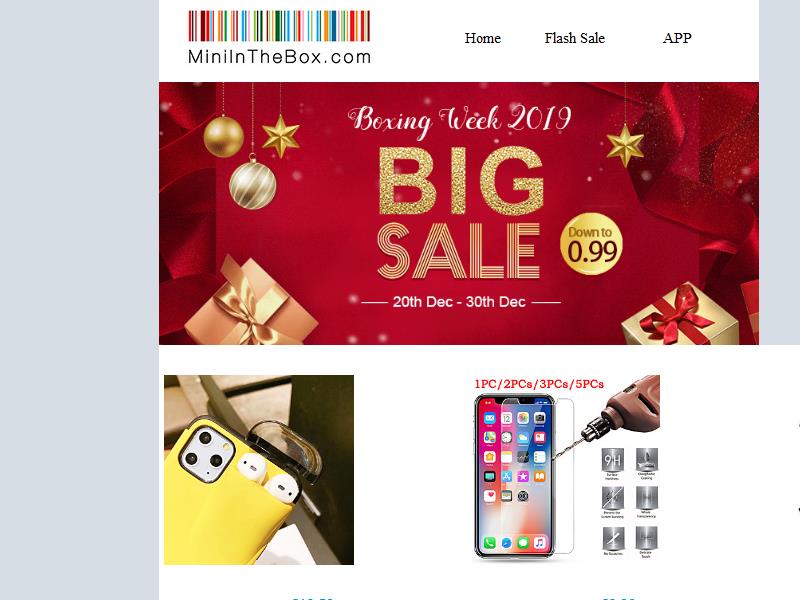 MiniInTheBox.com
Home Flash Sale APP
Boxing Week 2019
BIG
SALE
Down to
0.99
20th Dec - 30th Dec
1PC/2PCs/3PCs/5PCs
9H